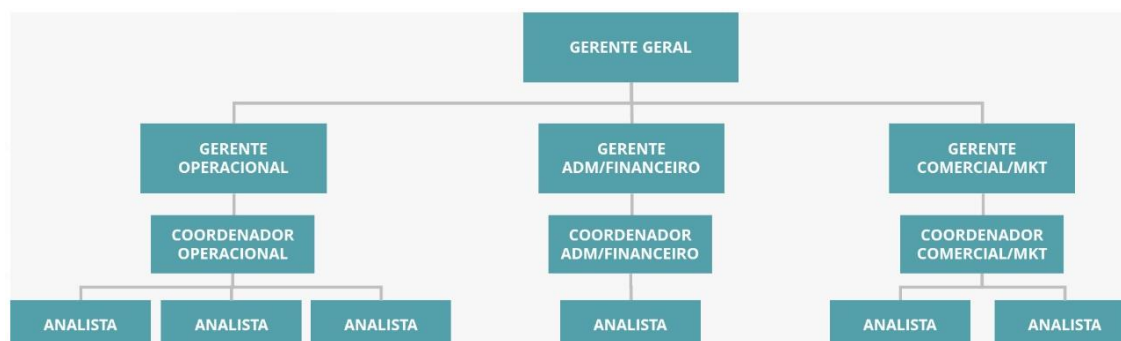 GERENTE GERAL
GERENTE
OPERACIONAL
GERENTE
ADM/FINANCEIRO
GERENTE
COMERCIAL/MKT
COORDENADOR
OPERACIONAL
COORDENADOR
ADM/FINANCEIRO
COORDENADOR
COMERCIAL/MKT
ANALISTA
ANALISTA
ANALISTA
ANALISTA
ANALISTA
ANALISTA